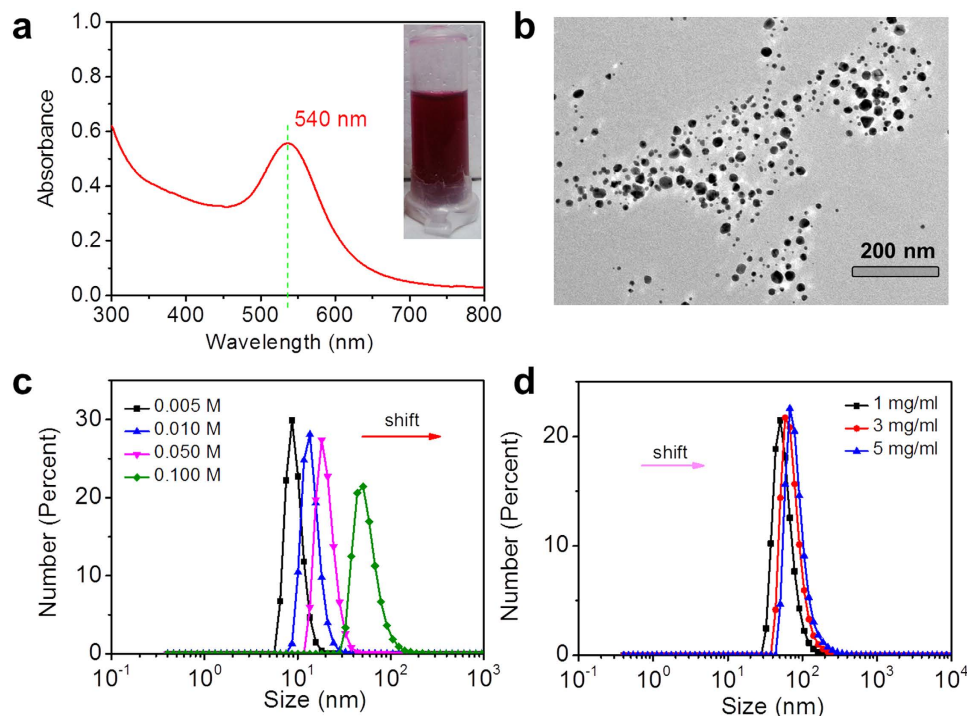 a
1.0
0.8
0.6
0.4
0.2
0.0
Absorbance
540 nm
300 400 500 600 700 800
Wavelength (nm)
b
200 nm
c
30
20
10
0
Number (Percent)
0.005 M
0.010 M
0.050 M
0.100 M
shift
10-1 100 101 102 103
Size (nm)
d
20
10
0
Number (Percent)
1 mg/ml
3 mg/ml
5 mg/ml
shift
10-1 100 101 102 103 104
Size (nm)